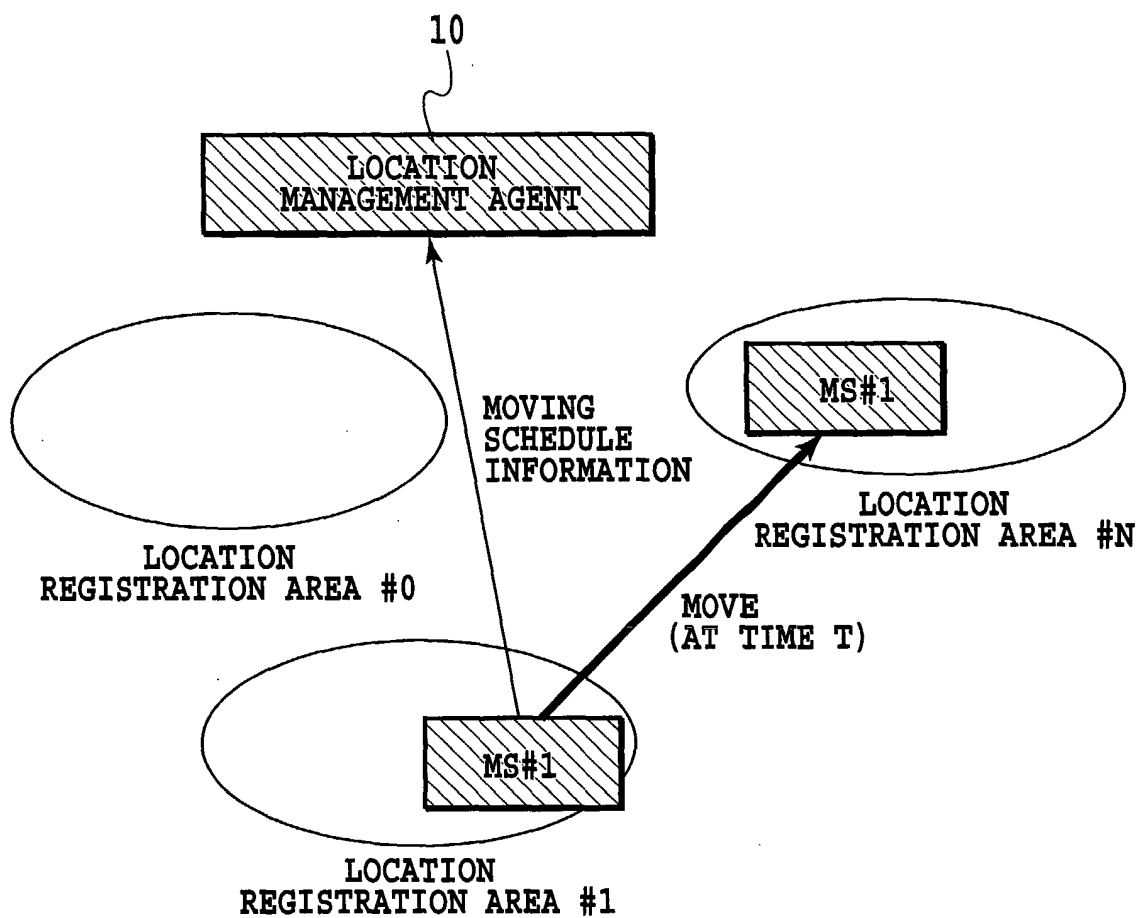 10
LOCATION
MANAGEMENT AGENT
MS#1
MOVING
SCHEDULE
INFORMATION
LOCATION
REGISTRATION AREA #N
LOCATION
REGISTRATION AREA #0
MOVE
(AT TIME T)
MS#1
LOCATION
REGISTRATION AREA #1